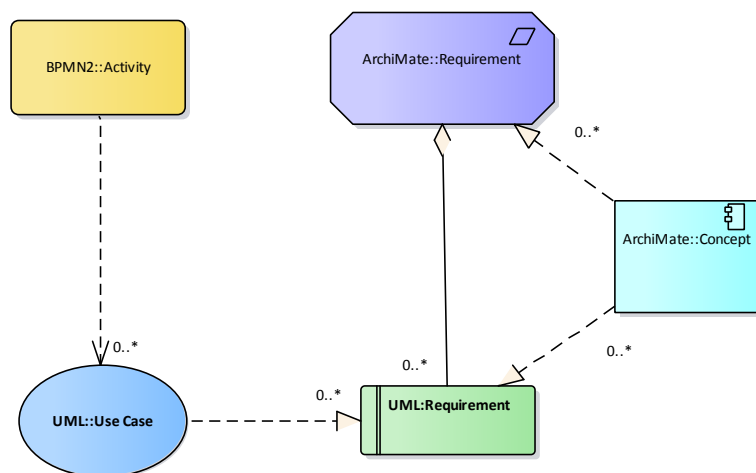 BPMN2::Activity
ArchiMate::Requirement
0..*
ArchiMate::Concept
0..*
0..*
0..*
0..*
UML::Use Case
UML:Requirement